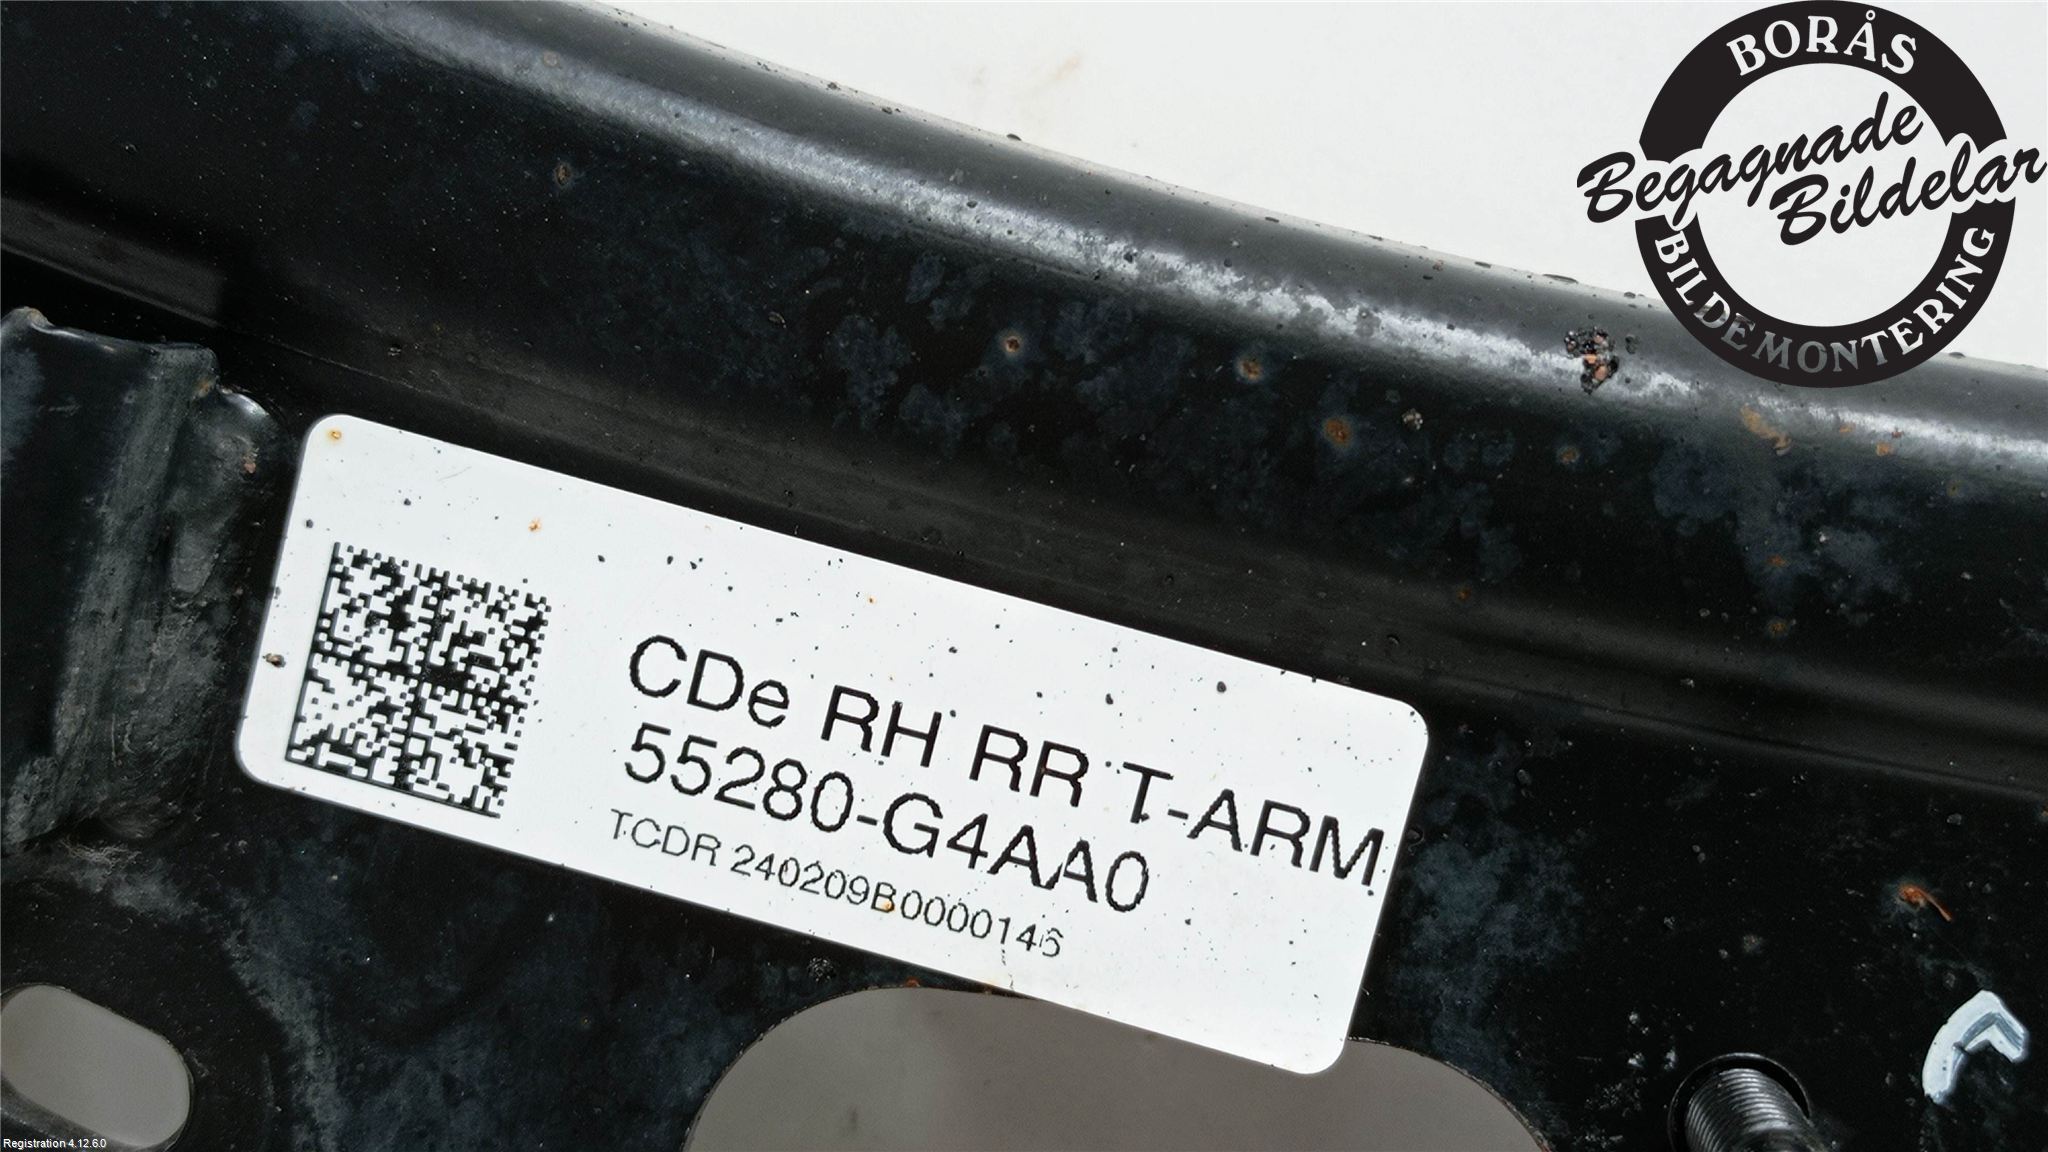 BORÅS
Begagnade
Bildelar
BILDEMONTERING
CDe RH RR T-ARM
55280-G4AA0
TCDR 240209B0000146
Registration 4.12.6.0